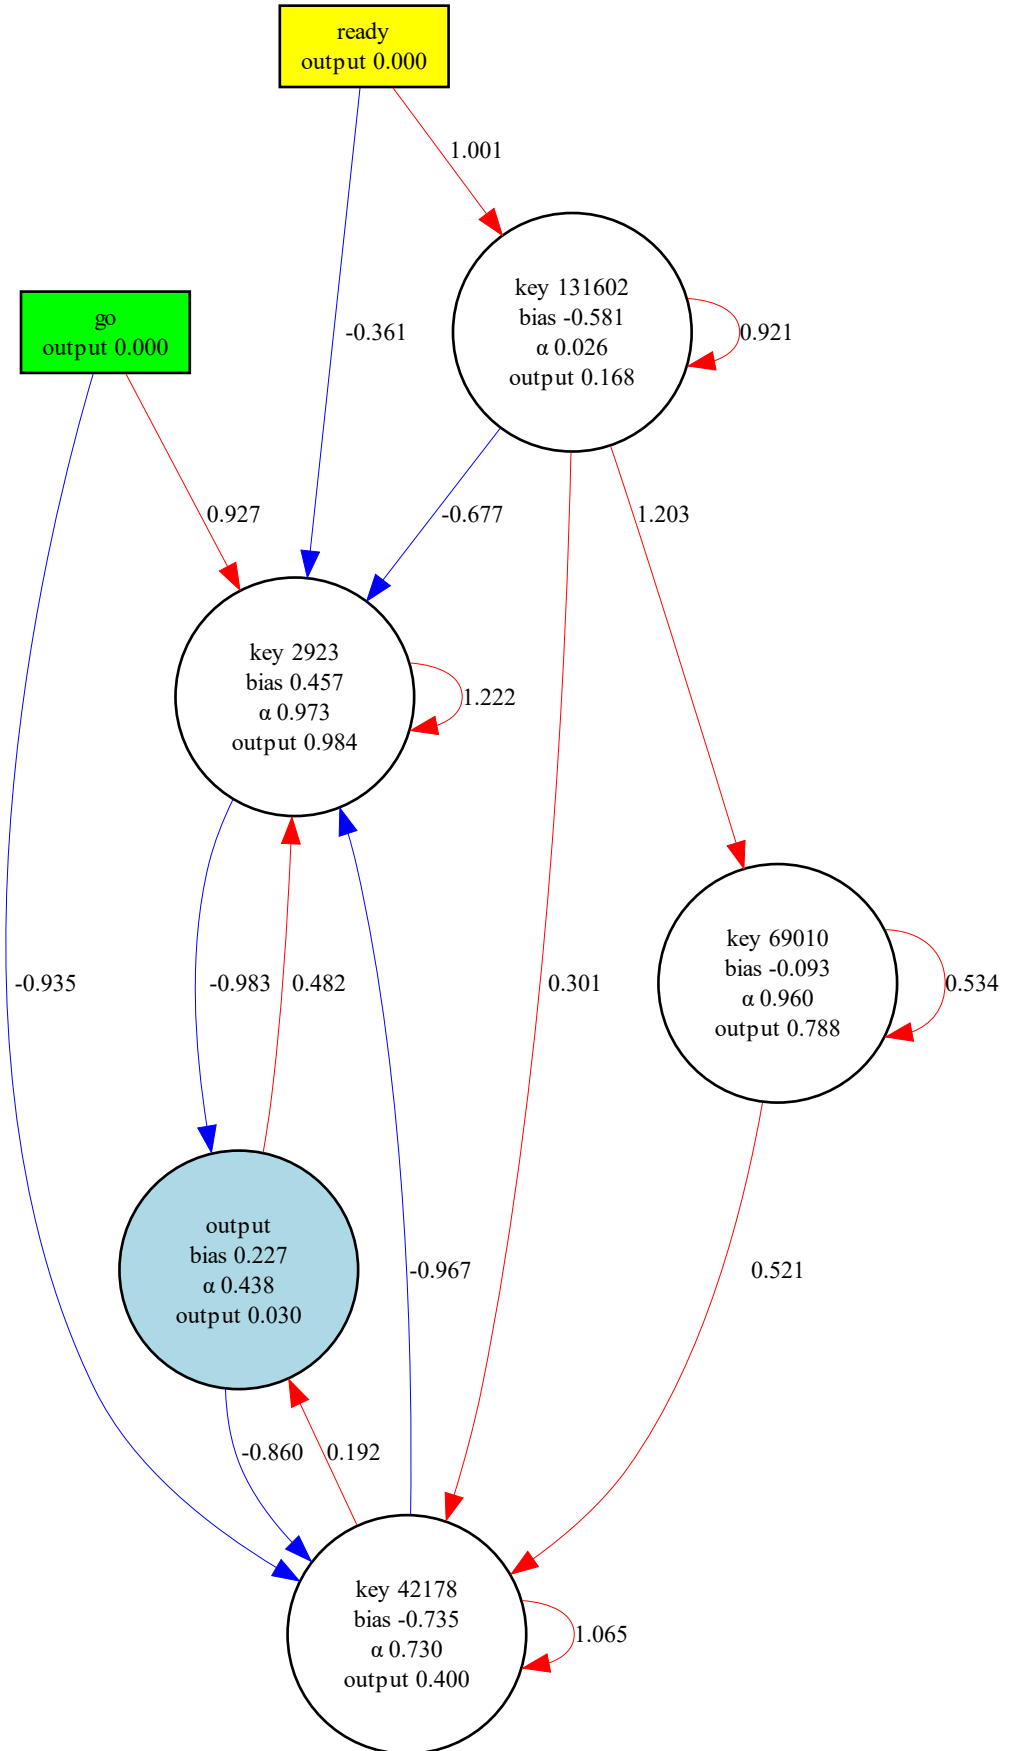 ready
output 0.000
1.001
key 131602
bias -0.581
α 0.026
output 0.168
0.921
go
output 0.000
-0.361
0.927
-0.677
1.203
key 2923
bias 0.457
α 0.973
output 0.984
1.222
key 69010
bias -0.093
α 0.960
output 0.788
0.534
-0.935
-0.983
0.482
0.301
output
bias 0.227
α 0.438
output 0.030
-0.967
0.521
-0.860
0.192
key 42178
bias -0.735
α 0.730
output 0.400
1.065